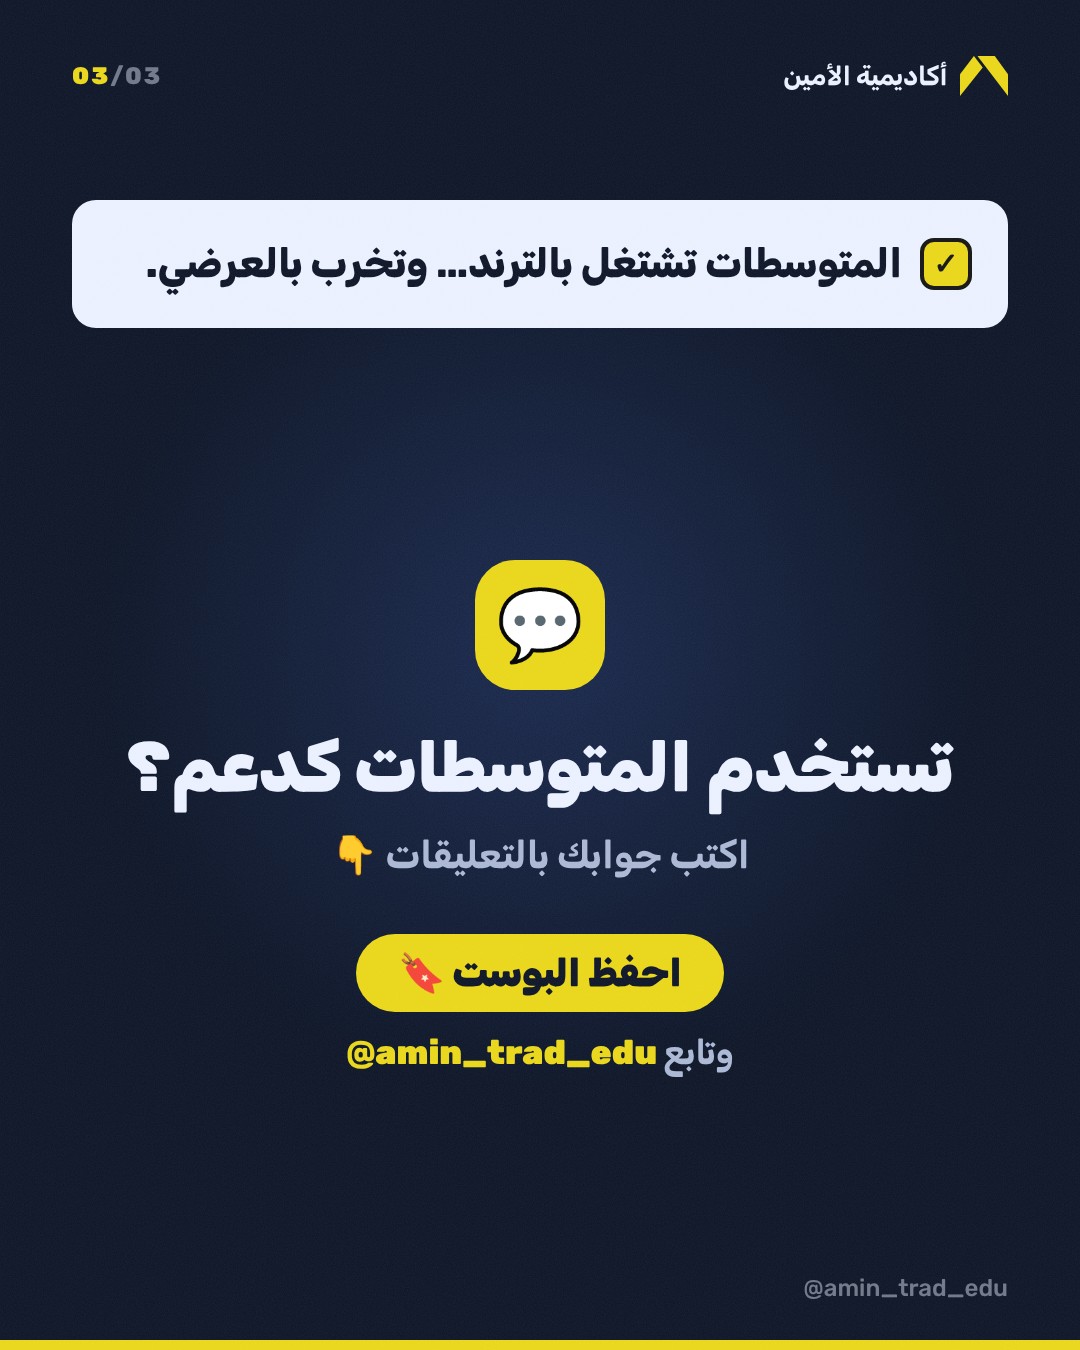 أكاديمية الأمين
03/03
المتوسطات تشتغل بالترند... وتخرب بالعرضي.
تستخدم المتوسطات كدعم؟
اكتب جوابك بالتعليقات 👇
احفظ البوست 🔖
وتابع @amin_trad_edu
@amin_trad_edu